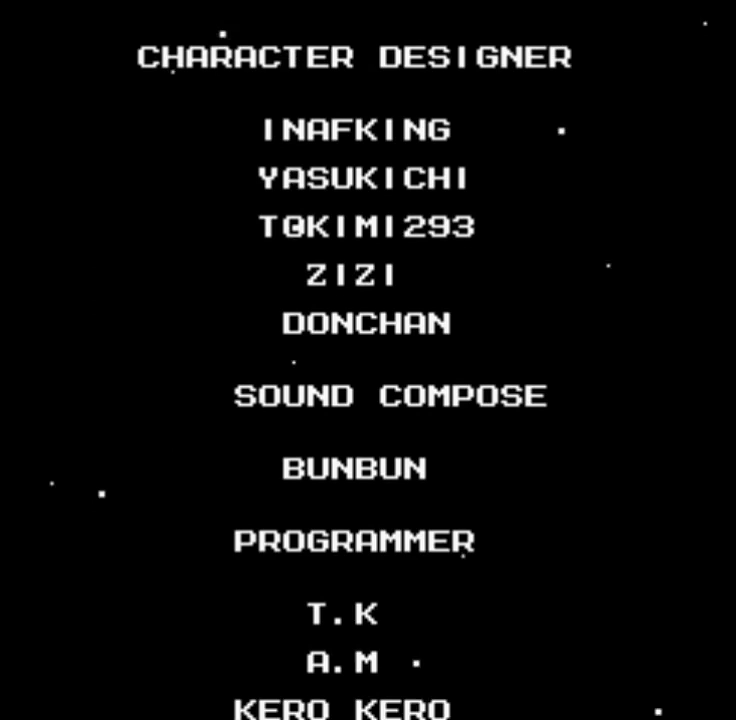 CHARACTER DESIGNER
INAFKING
YASUKICHI
T@KIMI293
ZIZI
DONCHAN
SOUND COMPOSE
BUNBUN
PROGRAMMER
T.K
A.M
KERO KERO